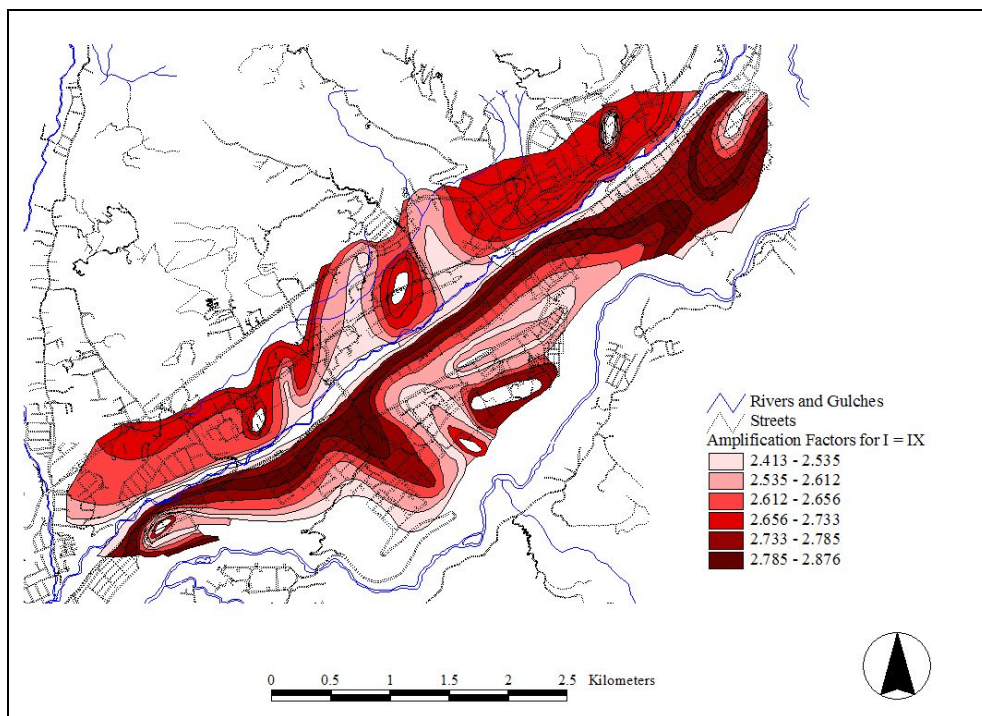 Rivers and Gulches
Streets
Amplification Factors for I = IX
2.413 - 2.535
2.535 - 2.612
2.612 - 2.656
2.656 - 2.733
2.733 - 2.785
2.785 - 2.876
0 0.5 1 1.5 2 2.5 Kilometers